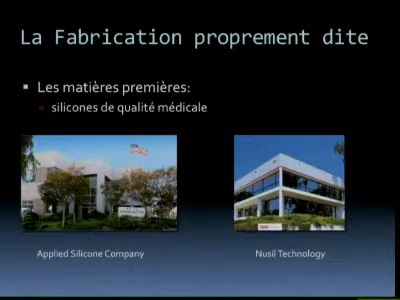 La Fabrication proprement dite
Les matières premières:
silicones de qualité médicale
Applied Silicone Company
Nusil Technology